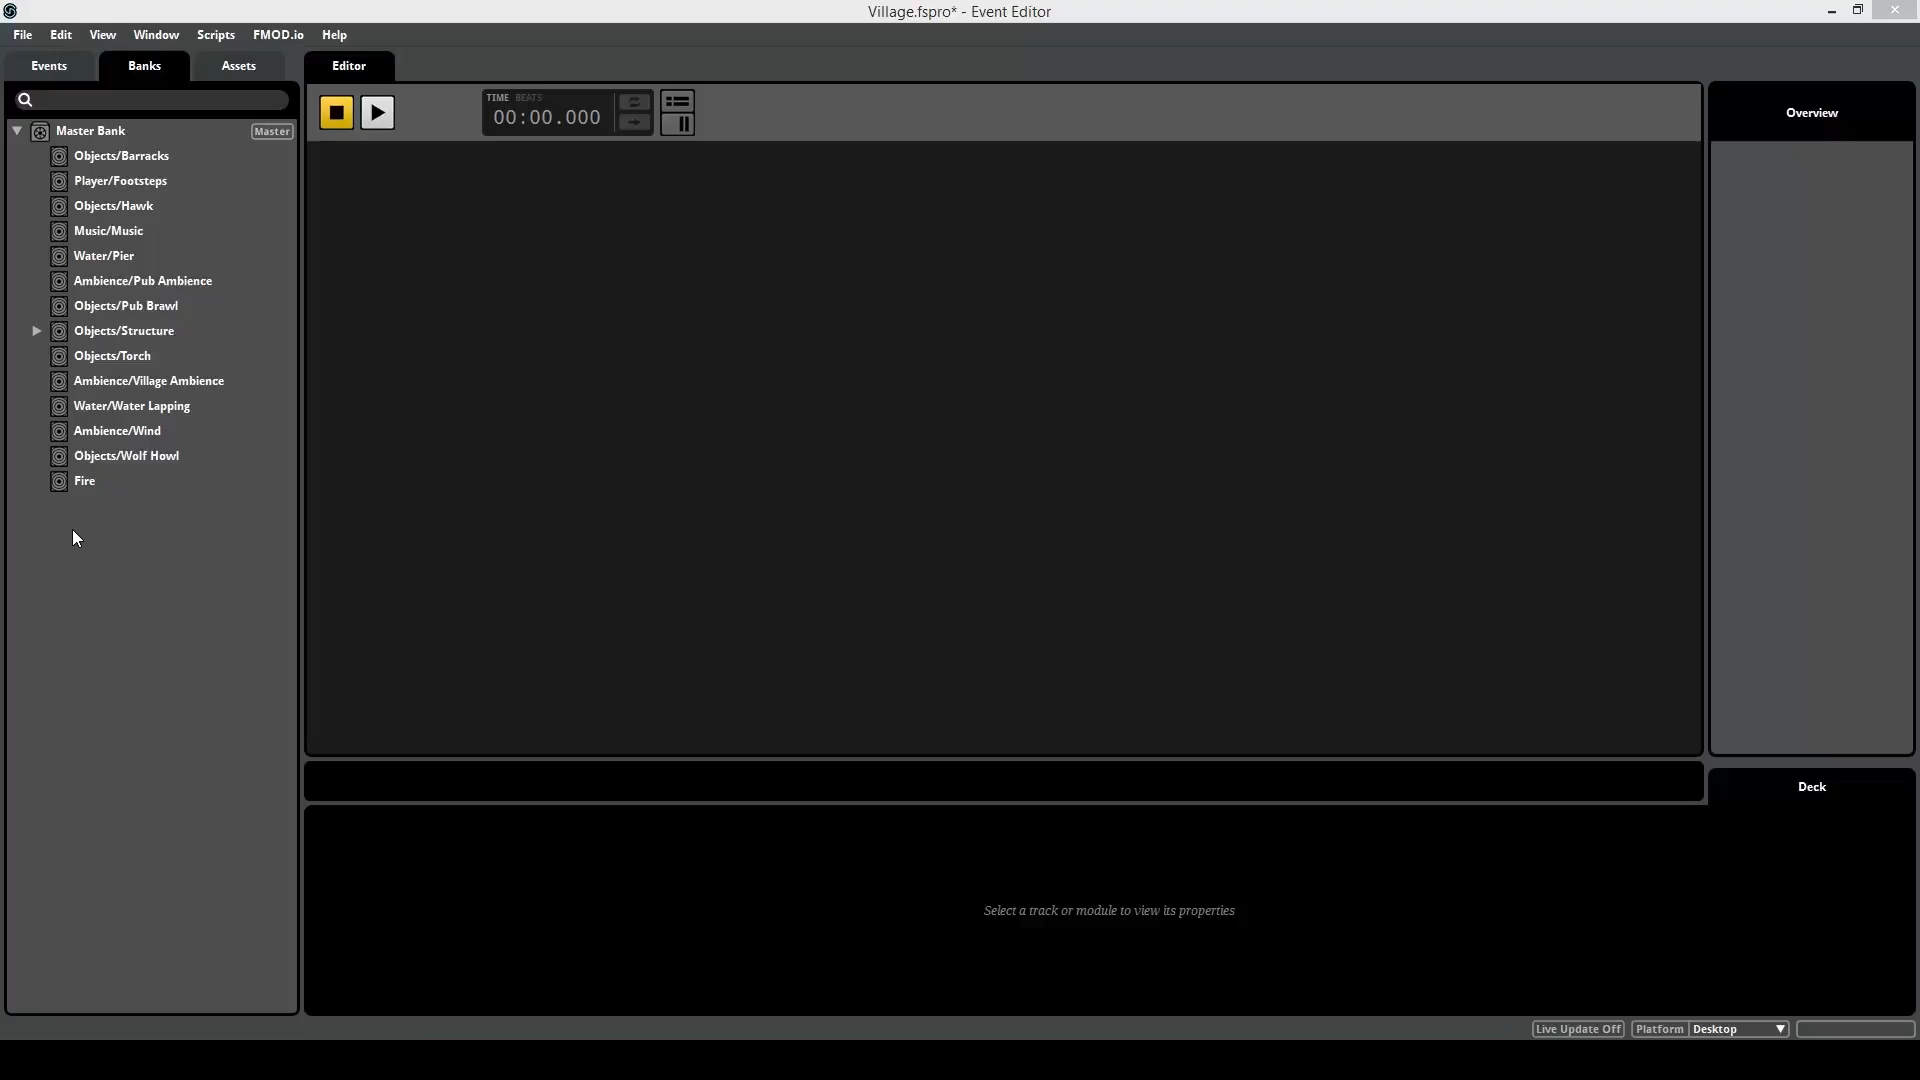 Village.fspro* - Event Editor
File Edit View Window Scripts FMOD.io Help
Events Banks Assets Editor
TIME BEATS
00:00.000
Overview
Master Bank Master
Objects/Barracks
Player/Footsteps
Objects/Hawk
Music/Music
Water/Pier
Ambience/Pub Ambience
Objects/Pub Brawl
Objects/Structure
Objects/Torch
Ambience/Village Ambience
Water/Water Lapping
Ambience/Wind
Objects/Wolf Howl
Fire
Deck
Select a track or module to view its properties
Live Update Off Platform Desktop